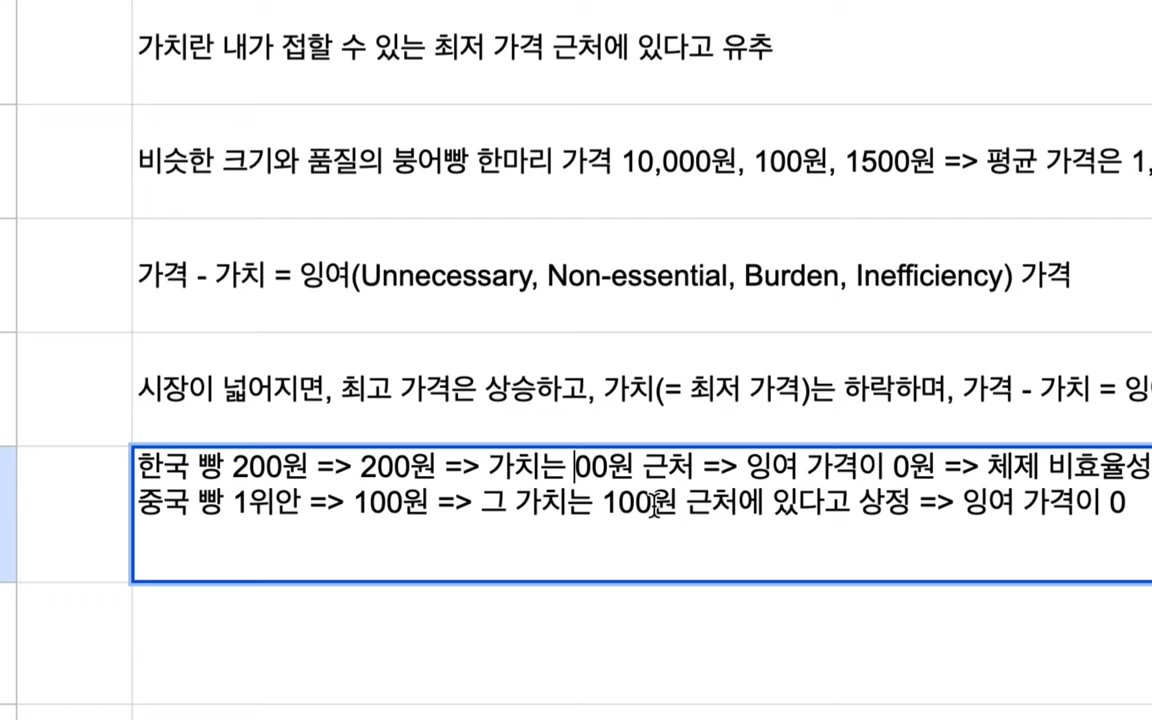 가치란 내가 접할 수 있는 최저 가격 근처에 있다고 유추
비슷한 크기와 품질의 붕어빵 한마리 가격 10,000원, 100원, 1500원 => 평균 가격은 1,
가격 - 가치 = 잉여(Unnecessary, Non-essential, Burden, Inefficiency) 가격
시장이 넓어지면, 최고 가격은 상승하고, 가치(= 최저 가격)는 하락하며, 가격 - 가치 = 잉
한국 빵 200원 => 200원 => 가치는 00원 근처 => 잉여 가격이 0원 => 체제 비효율성
중국 빵 1위안 => 100원 => 그 가치는 100원 근처에 있다고 상정 => 잉여 가격이 0